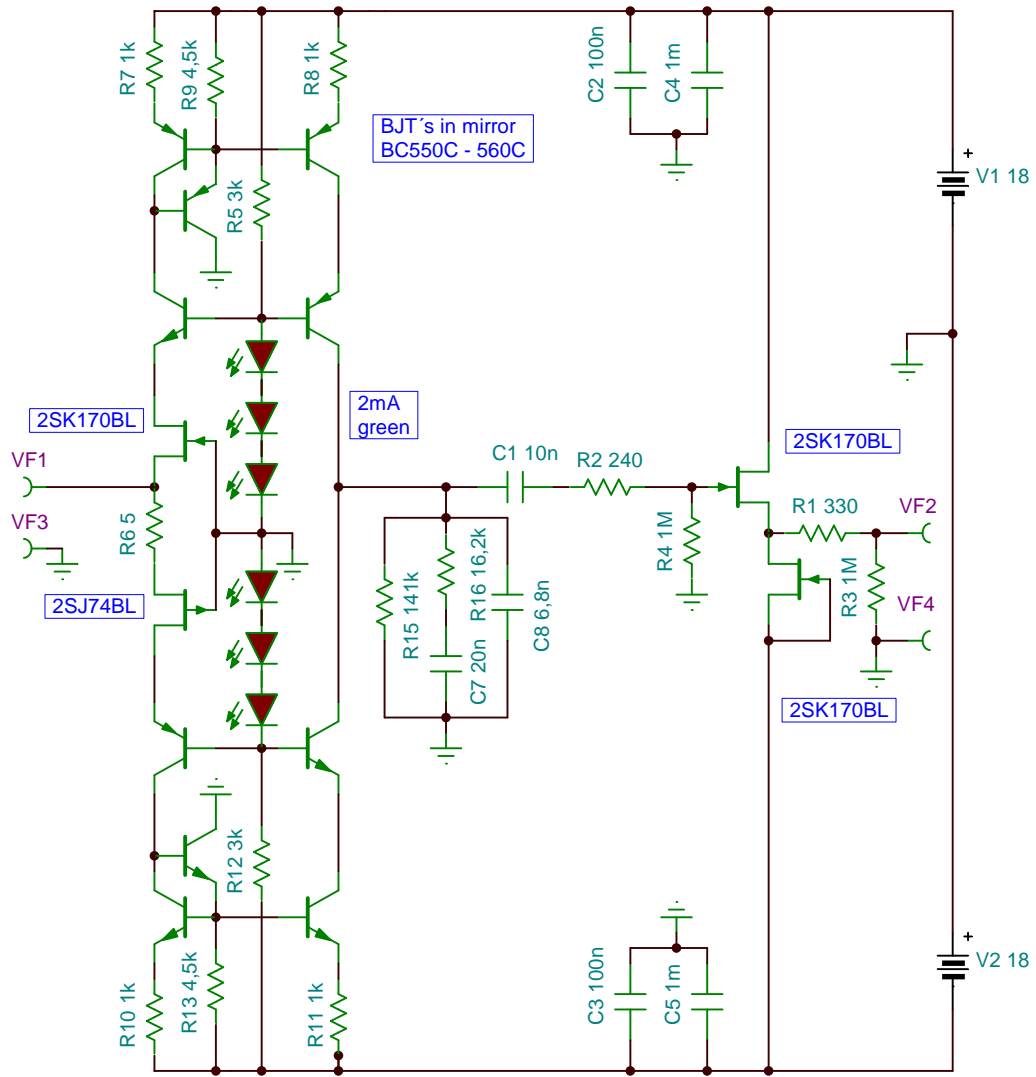 R7 1k
R9 4,5k
R8 1k
C2 100n
C4 1m
BJT´s in mirror
BC550C - 560C
+
V1 18
R5 3k
2SK170BL
2mA
green
2SK170BL
VF1
C1 10n
R2 240
R1 330
VF2
VF3
R6 5
R4 1M
R3 1M
2SJ74BL
R15 141k
R16 16,2k
C7 20n
C8 6,8n
VF4
2SK170BL
R12 3k
R10 1k
R13 4,5k
R11 1k
C3 100n
C5 1m
+
V2 18